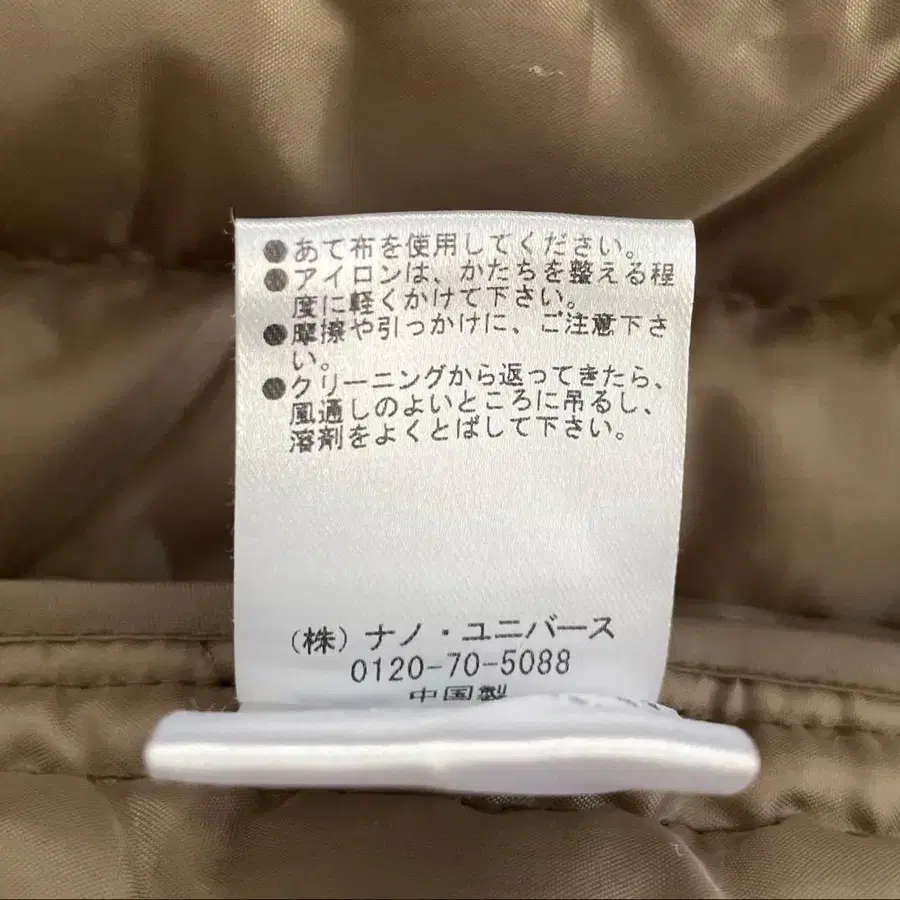 ●あて布を使用してください。
●アイロンは、かたちを整える程
度に軽くかけて下さい。
●摩擦や引っかけに、ご注意下さ
い。
●クリーニングから返ってきたら、
風通しのよいところに吊るし、
溶剤をよくとばして下さい。
(株)ナノ・ユニバース
0120-70-5088
中国製